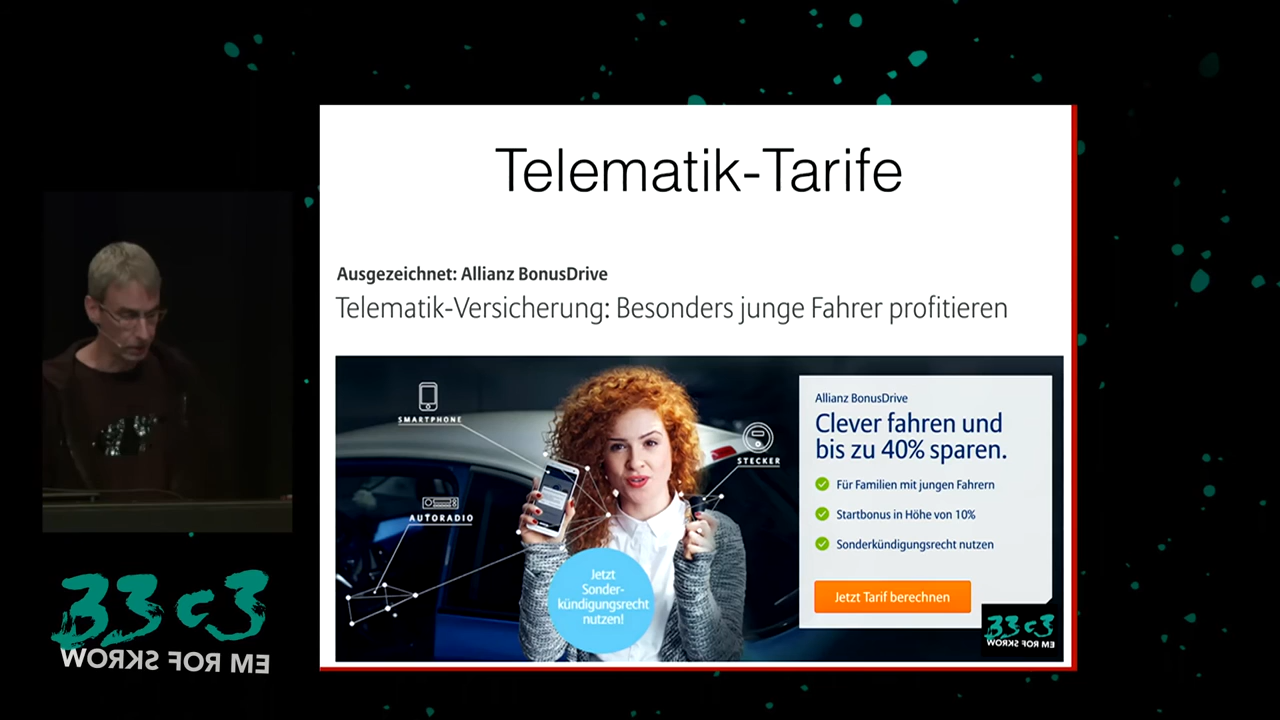 Telematik-Tarife
Ausgezeichnet: Allianz BonusDrive
Telematik-Versicherung: Besonders junge Fahrer profitieren
SMARTPHONE
STECKER
AUTORADIO
Jetzt
Sonder-
kündigungsrecht
nutzen!
Allianz BonusDrive
Clever fahren und
bis zu 40% sparen.
Für Familien mit jungen Fahrern
Startbonus in Höhe von 10%
Sonderkündigungsrecht nutzen
Jetzt Tarif berechnen
33c3
WORKS FOR ME
33c3
WORKS FOR ME